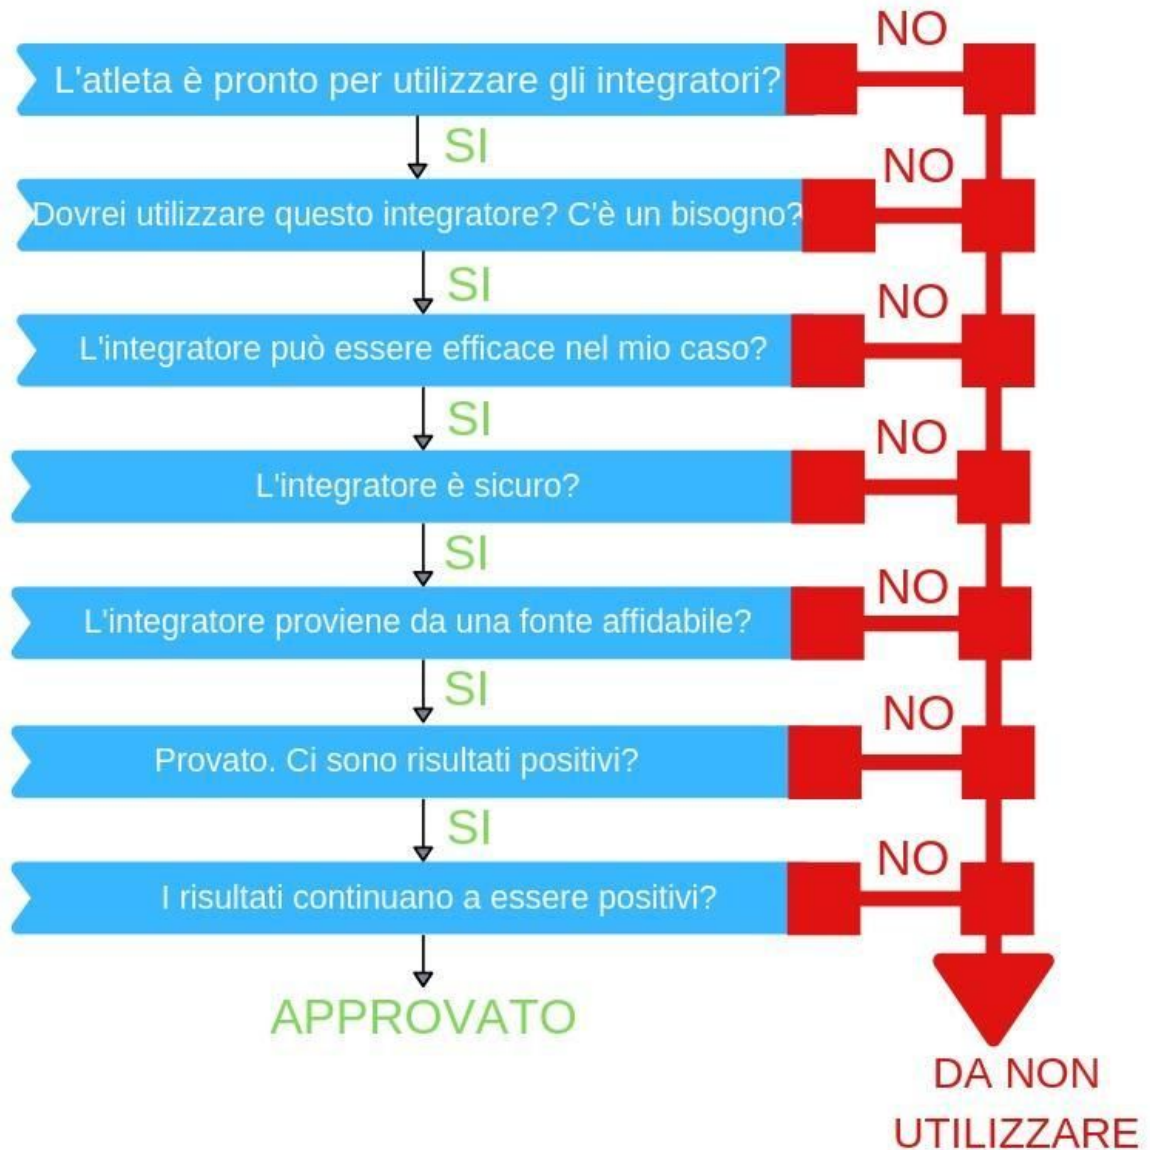 NO
L'atleta è pronto per utilizzare gli integratori?
SI
NO
Dovrei utilizzare questo integratore? C'è un bisogno?
SI
NO
L'integratore può essere efficace nel mio caso?
SI
NO
L'integratore è sicuro?
SI
NO
L'integratore proviene da una fonte affidabile?
SI
NO
Provato. Ci sono risultati positivi?
SI
NO
I risultati continuano a essere positivi?
APPROVATO
DA NON
UTILIZZARE